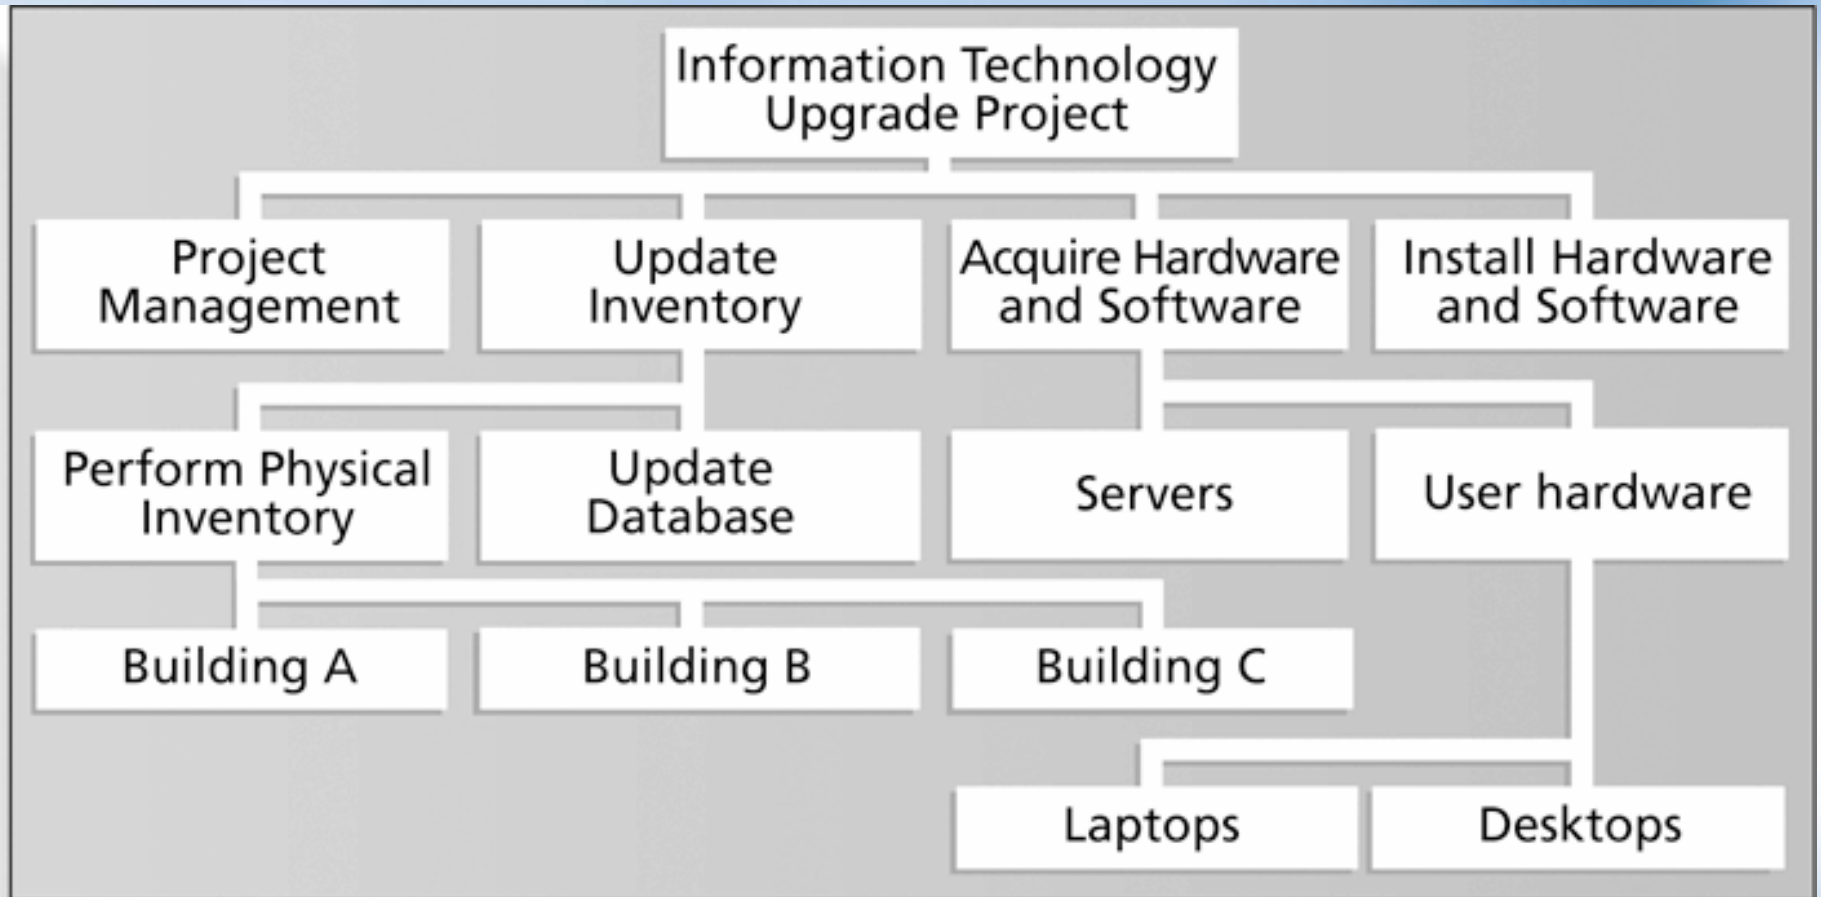 Information Technology
Upgrade Project
Project
Management
Update
Inventory
Acquire Hardware
and Software
Install Hardware
and Software
Perform Physical
Inventory
Update
Database
Servers
User hardware
Building A
Building B
Building C
Laptops
Desktops